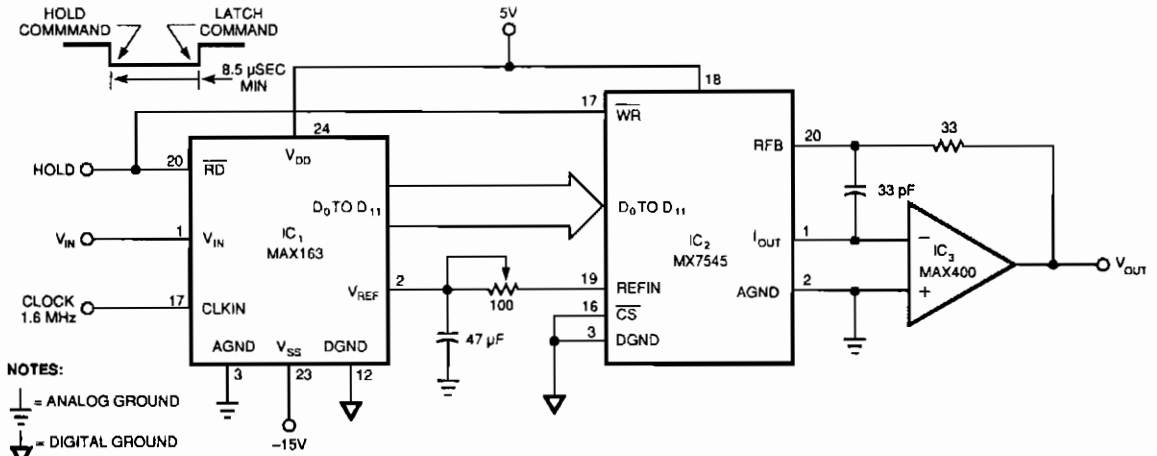 HOLD
COMMMAND
LATCH
COMMAND
8.5 µSEC
MIN
5V
18
17
WR
24
20
RD
VDD
HOLD
D0 TO D11
IC1
MAX163
1
VIN
VIN
2
VREF
100
CLOCK
1.6 MHz
17
CLKIN
47 µF
AGND
VSS
DGND
3
23
12
-15V
D0 TO D11
IC2
MX7545
19
REFIN
16
CS
3
DGND
RFB
20
33
33 pF
IOUT
1
AGND
2
−
+
IC3
MAX400
VOUT
NOTES:
= ANALOG GROUND
= DIGITAL GROUND